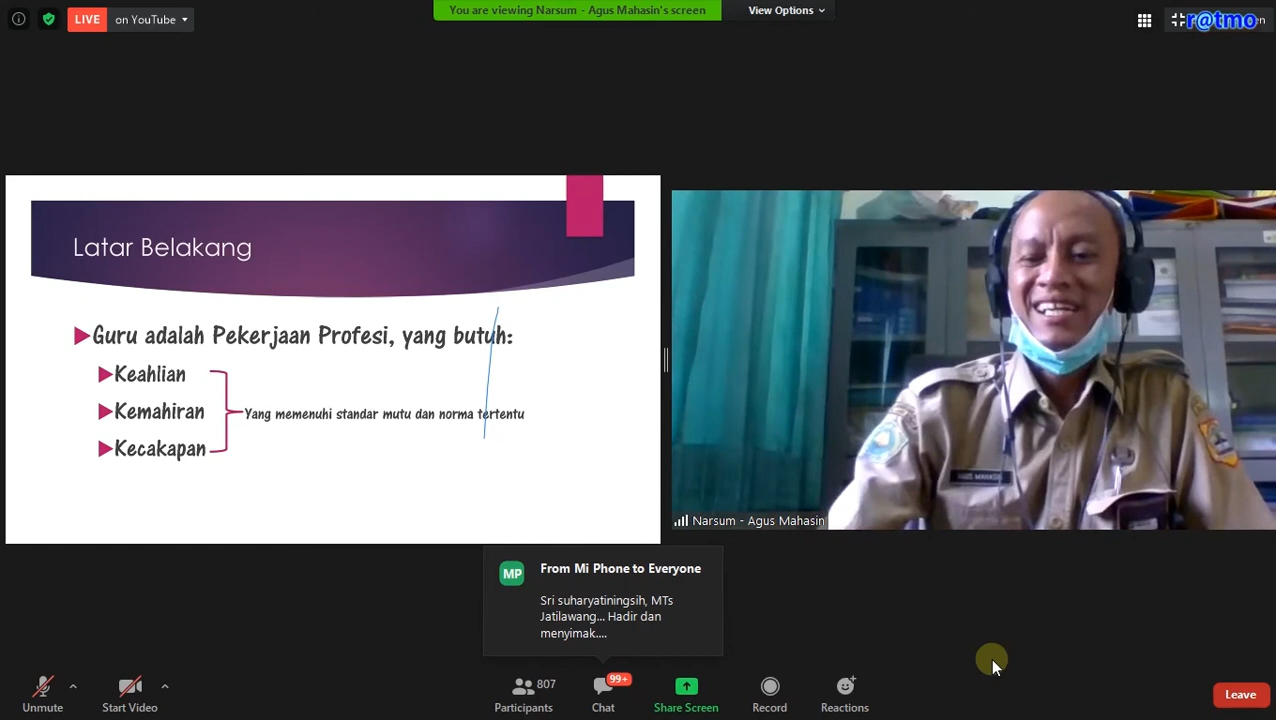 LIVE on YouTube
You are viewing Narsum - Agus Mahasin's screen
View Options
r@tmo
Latar Belakang
Guru adalah Pekerjaan Profesi, yang butuh:
Keahlian
Kemahiran
Kecakapan
Yang memenuhi standar mutu dan norma tertentu
AGUS MAHASIN
Narsum - Agus Mahasin
MP
From Mi Phone to Everyone
Sri suharyatiningsih, MTs
Jatilawang... Hadir dan
menyimak....
Unmute
Start Video
807
Participants
99+
Chat
Share Screen
Record
Reactions
Leave